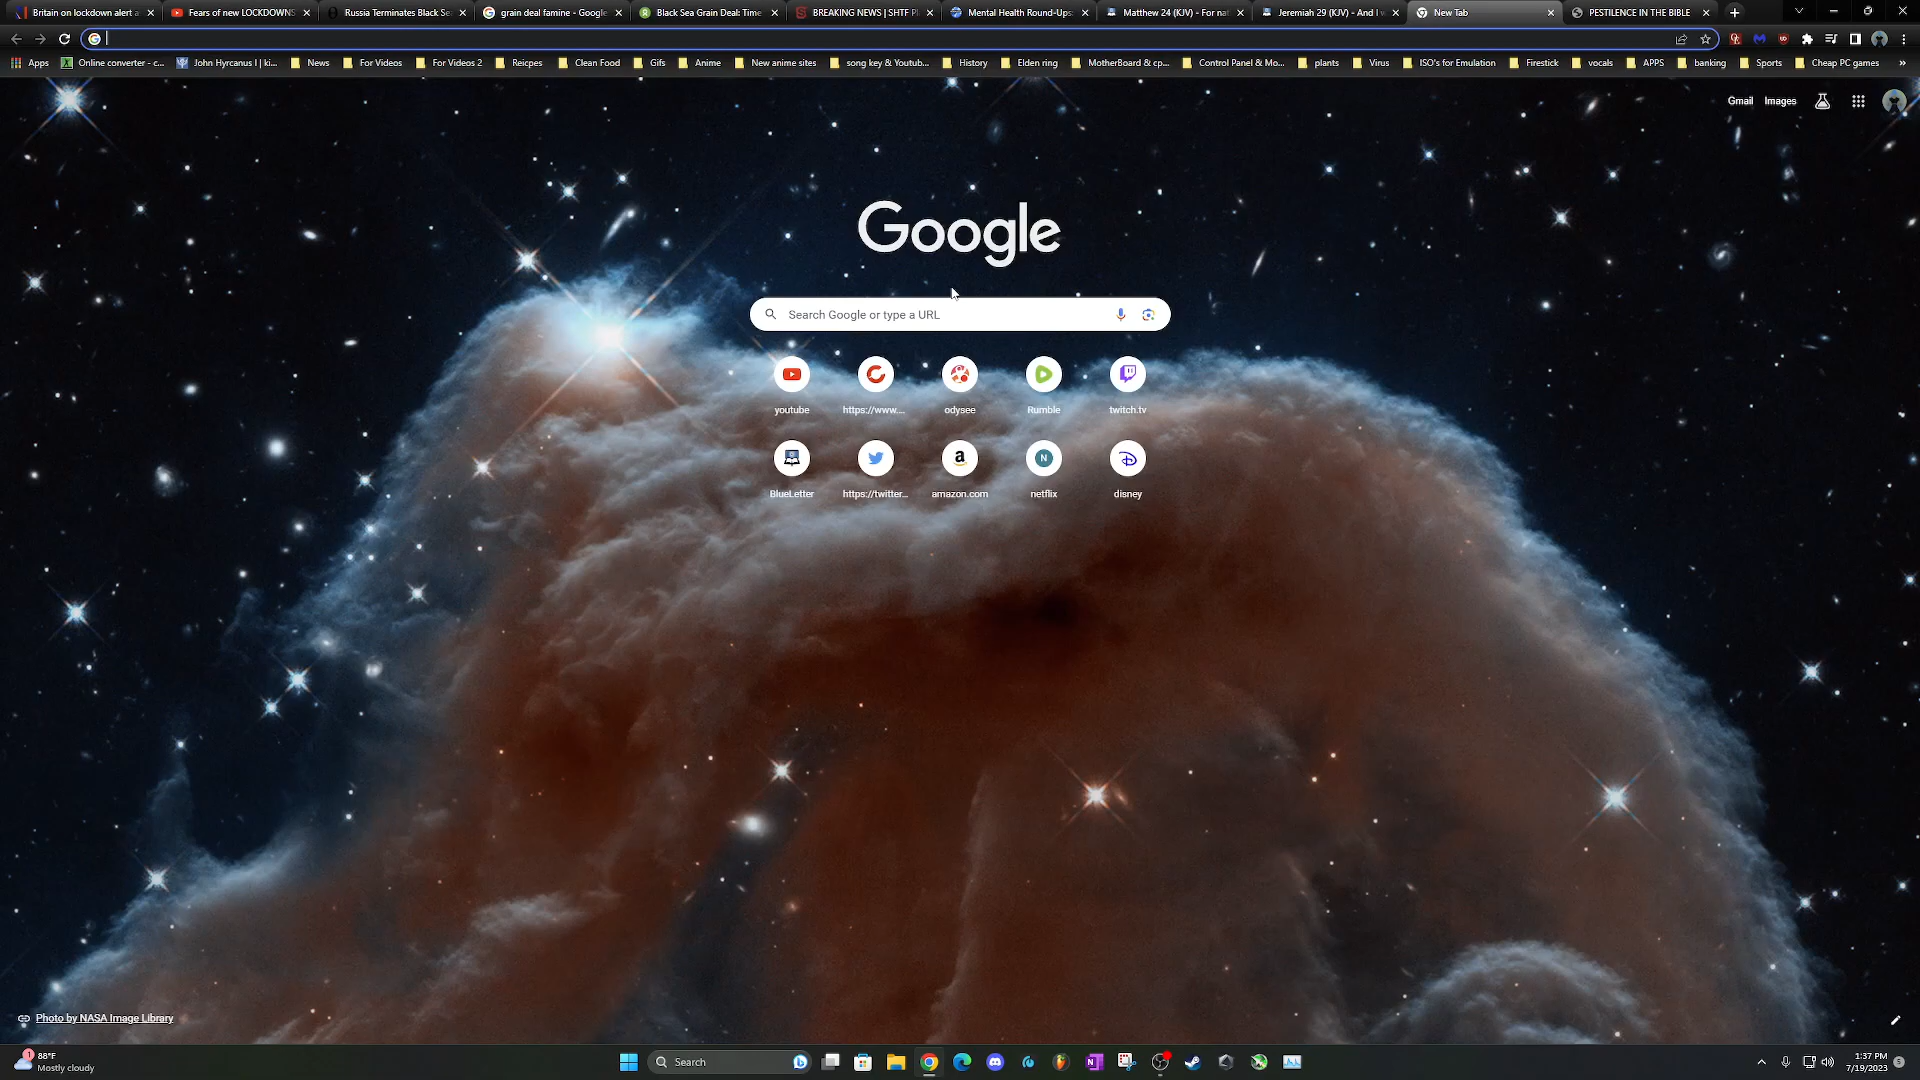 Britain on lockdown alert a
Fears of new LOCKDOWNS
Russia Terminates Black Sea
grain deal famine - Google
Black Sea Grain Deal: Time
BREAKING NEWS | SHTF Pl
Mental Health Round-Ups
Matthew 24 (KJV) - For nat
Jeremiah 29 (KJV) - And I w
New Tab
PESTILENCE IN THE BIBLE
Apps
Online converter - c...
John Hyrcanus I | ki...
News
For Videos
For Videos 2
Reicpes
Clean Food
Gifs
Anime
New anime sites
song key & Youtub...
History
Elden ring
MotherBoard & cp...
Control Panel & Mo...
plants
Virus
ISO's for Emulation
Firestick
vocals
APPS
banking
Sports
Cheap PC games
Gmail
Images
Google
Search Google or type a URL
youtube
https://www....
odysee
Rumble
twitch.tv
BlueLetter
https://twitter...
amazon.com
netflix
disney
Photo by NASA Image Library
88°F
Mostly cloudy
Search
1:37 PM
7/19/2023